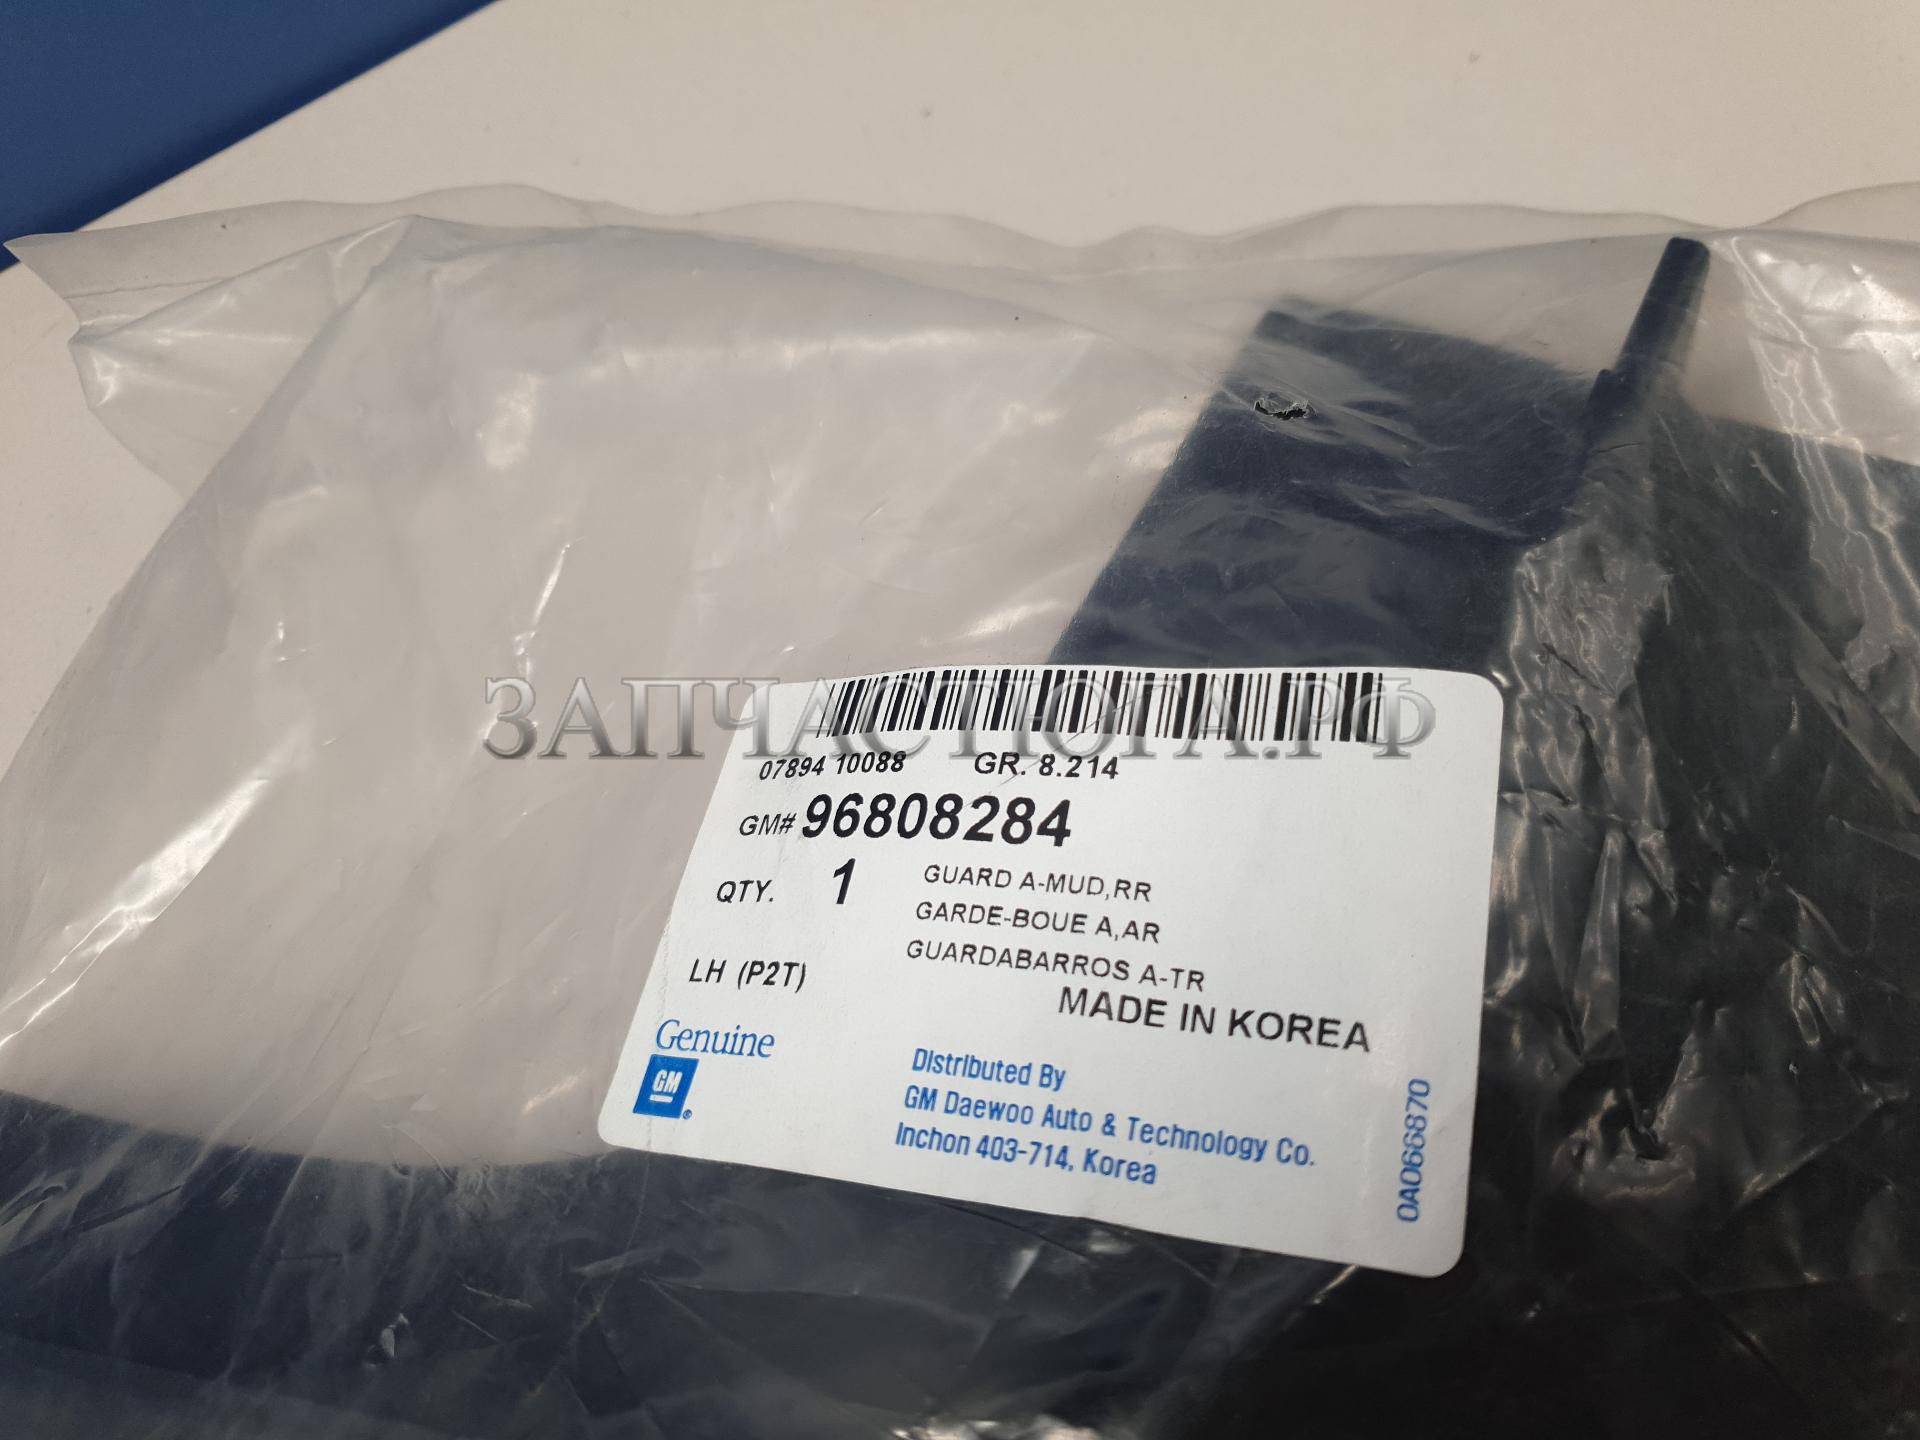 ЗАПЧАСТЮГА.РФ
07894 10088 GR. 8.214
GM# 96808284
QTY. 1 GUARD A-MUD,RR
GARDE-BOUE A,AR
GUARDABARROS A-TR
LH (P2T)
MADE IN KOREA
Genuine
GM
®
Distributed By
GM Daewoo Auto & Technology Co.
Inchon 403-714, Korea
0A066870